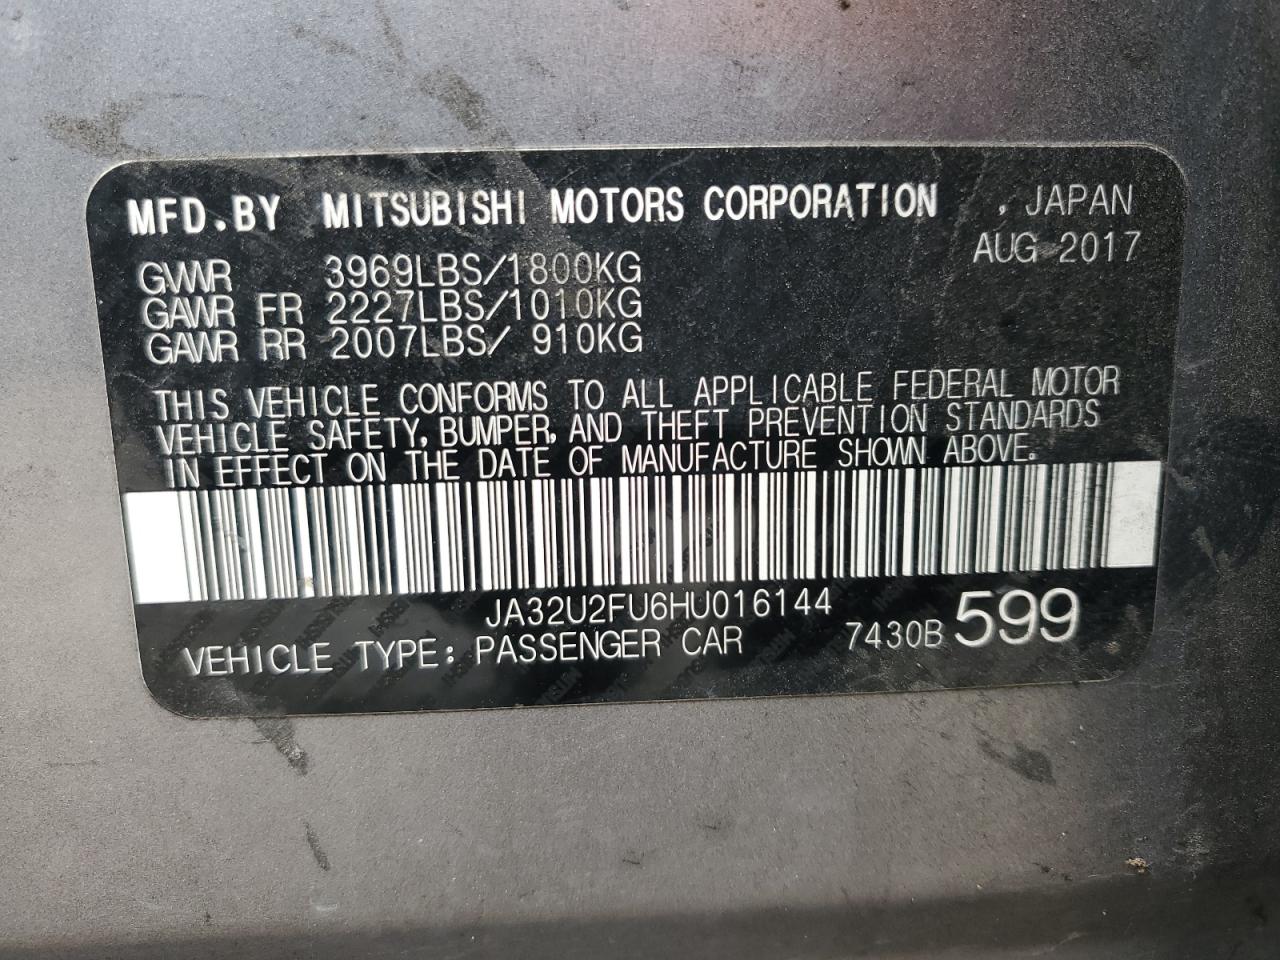 MFD.BY MITSUBISHI MOTORS CORPORATION , JAPAN
AUG 2017
GVWR 3969LBS/1800KG
GAWR FR 2227LBS/1010KG
GAWR RR 2007LBS/ 910KG
THIS VEHICLE CONFORMS TO ALL APPLICABLE FEDERAL MOTOR
VEHICLE SAFETY, BUMPER, AND THEFT PREVENTION STANDARDS
IN EFFECT ON THE DATE OF MANUFACTURE SHOWN ABOVE.
JA32U2FU6HU016144
VEHICLE TYPE: PASSENGER CAR 7430B 599